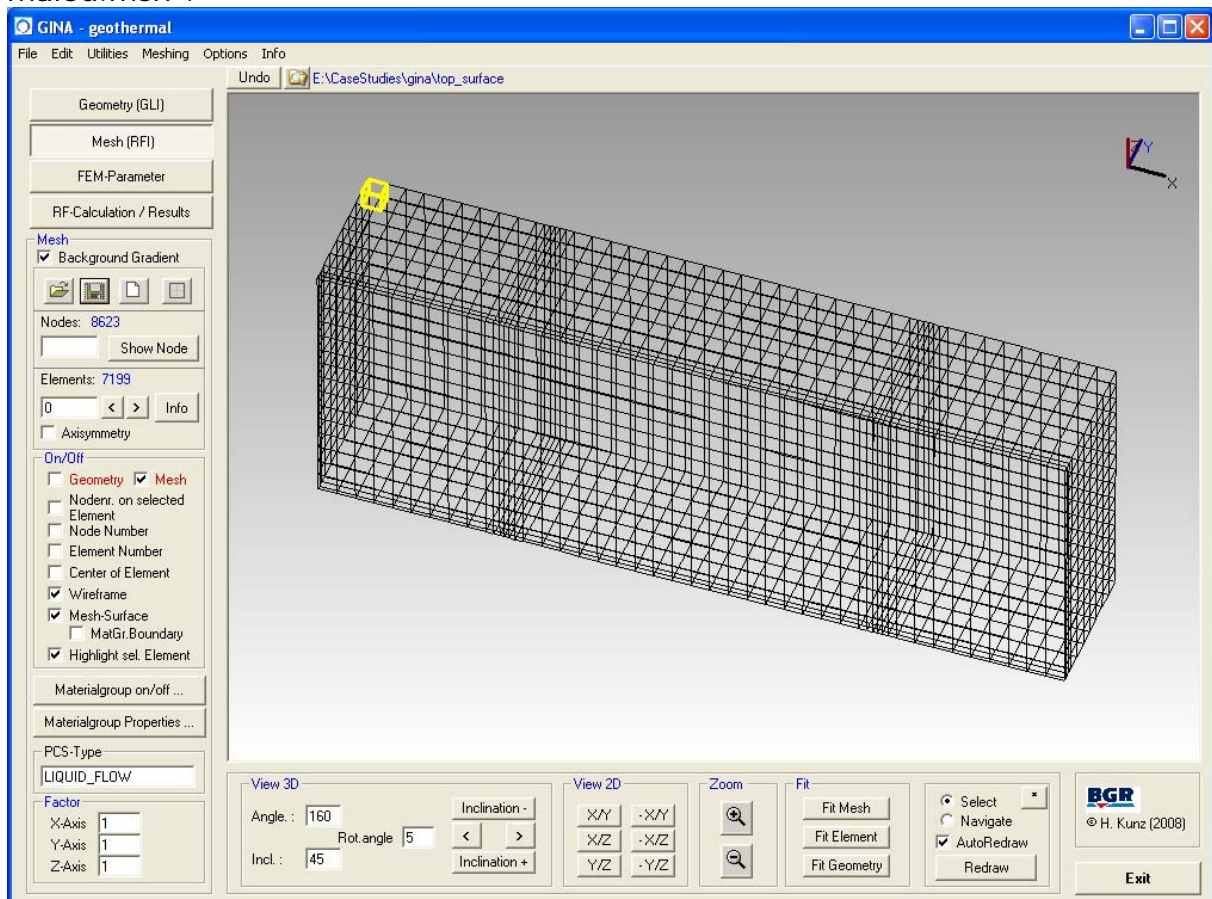 GINA - geothermal
File Edit Utilities Meshing Options Info
Undo E:\CaseStudies\gina\top_surface
Geometry (GLI)
Mesh (RFI)
FEM-Parameter
RF-Calculation / Results
Mesh
Background Gradient
Nodes: 8623
Show Node
Elements: 7199
0 < > Info
Axisymmetry
On/Off
Geometry Mesh
Nodenr. on selected
Element
Node Number
Element Number
Center of Element
Wireframe
Mesh-Surface
MatGr.Boundary
Highlight sel. Element
Materialgroup on/off ...
Materialgroup Properties ...
PCS-Type
LIQUID_FLOW
Factor
X-Axis 1
Y-Axis 1
Z-Axis 1
Z Y
X
View 3D
Angle. : 160
Rot.angle 5
Incl. : 45
Inclination -
< >
Inclination +
View 2D
X/Y -X/Y
X/Z -X/Z
Y/Z -Y/Z
Zoom
Fit
Fit Mesh
Fit Element
Fit Geometry
Select *
Navigate
AutoRedraw
Redraw
BGR
© H. Kunz (2008)
Exit